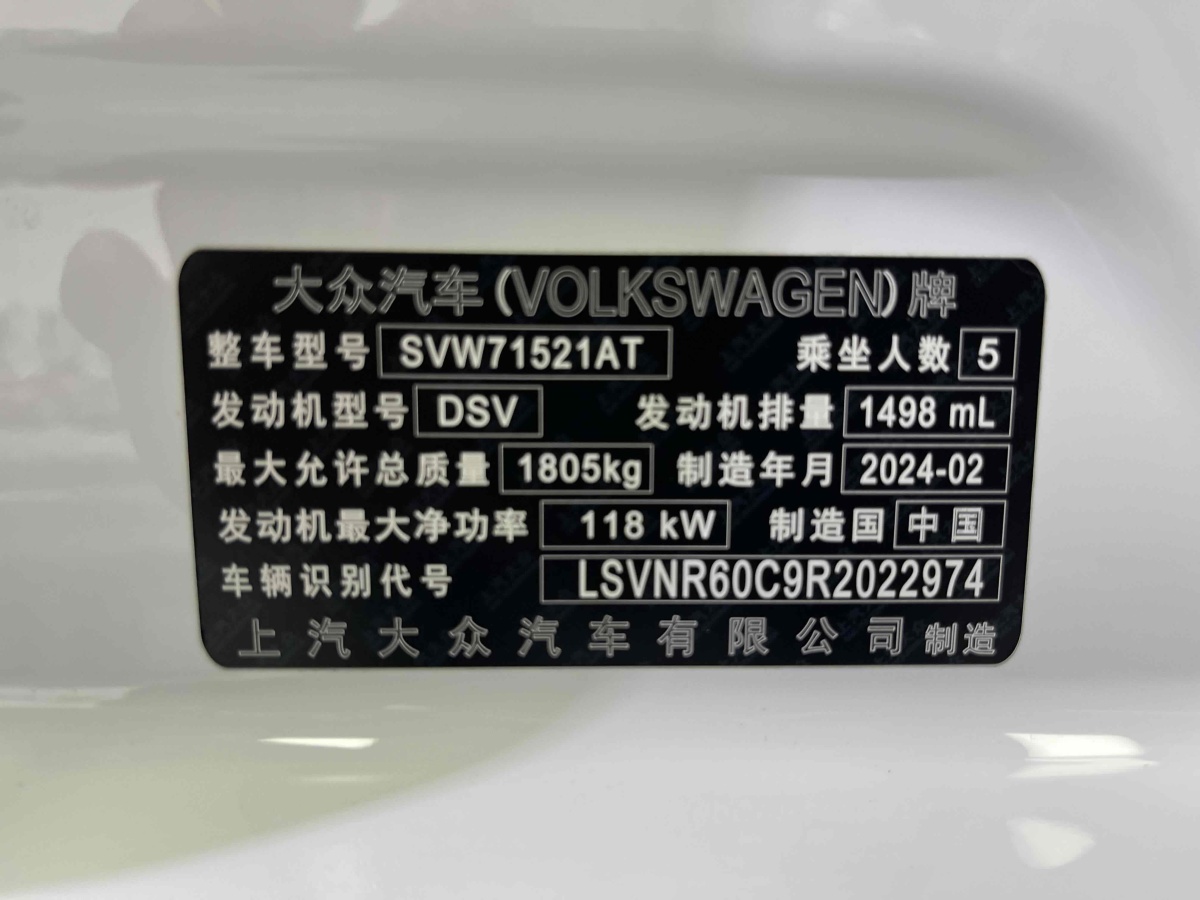 大众汽车(VOLKSWAGEN)牌
整车型号 SVW71521AT 乘坐人数 5
发动机型号 DSV 发动机排量 1498 mL
最大允许总质量 1805kg 制造年月 2024-02
发动机最大净功率 118 kW 制造国 中国
车辆识别代号 LSVNR60C9R2022974
上汽大众汽车有限公司制造